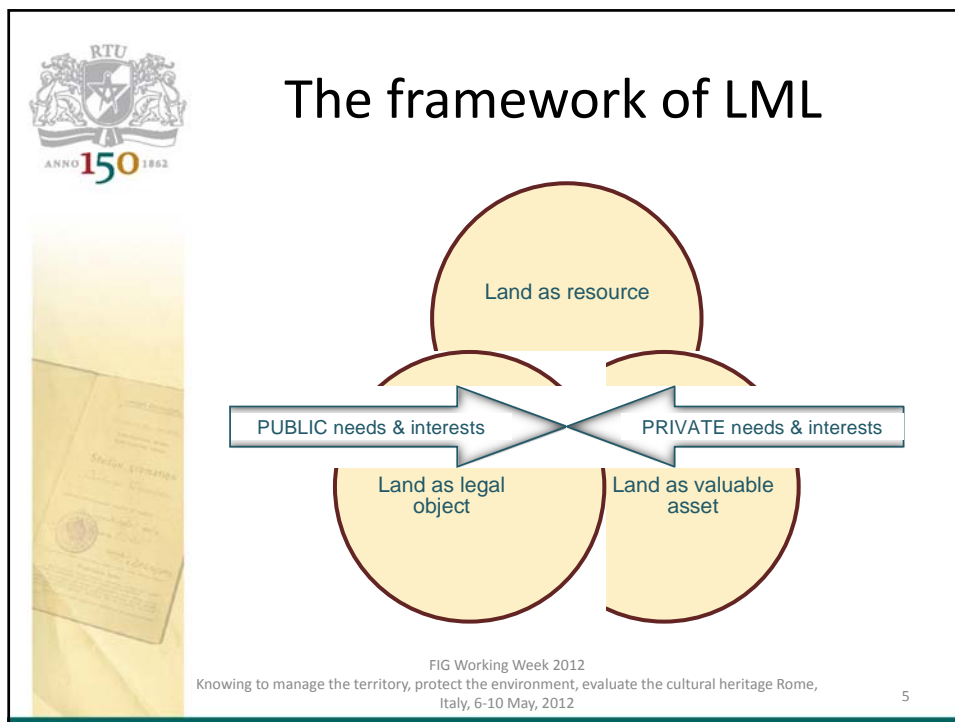 RTU
ANNO 150 1862
The framework of LML
Land as resource
PUBLIC needs & interests
PRIVATE needs & interests
Land as legal
object
Land as valuable
asset
FIG Working Week 2012
Knowing to manage the territory, protect the environment, evaluate the cultural heritage Rome,
Italy, 6-10 May, 2012
5